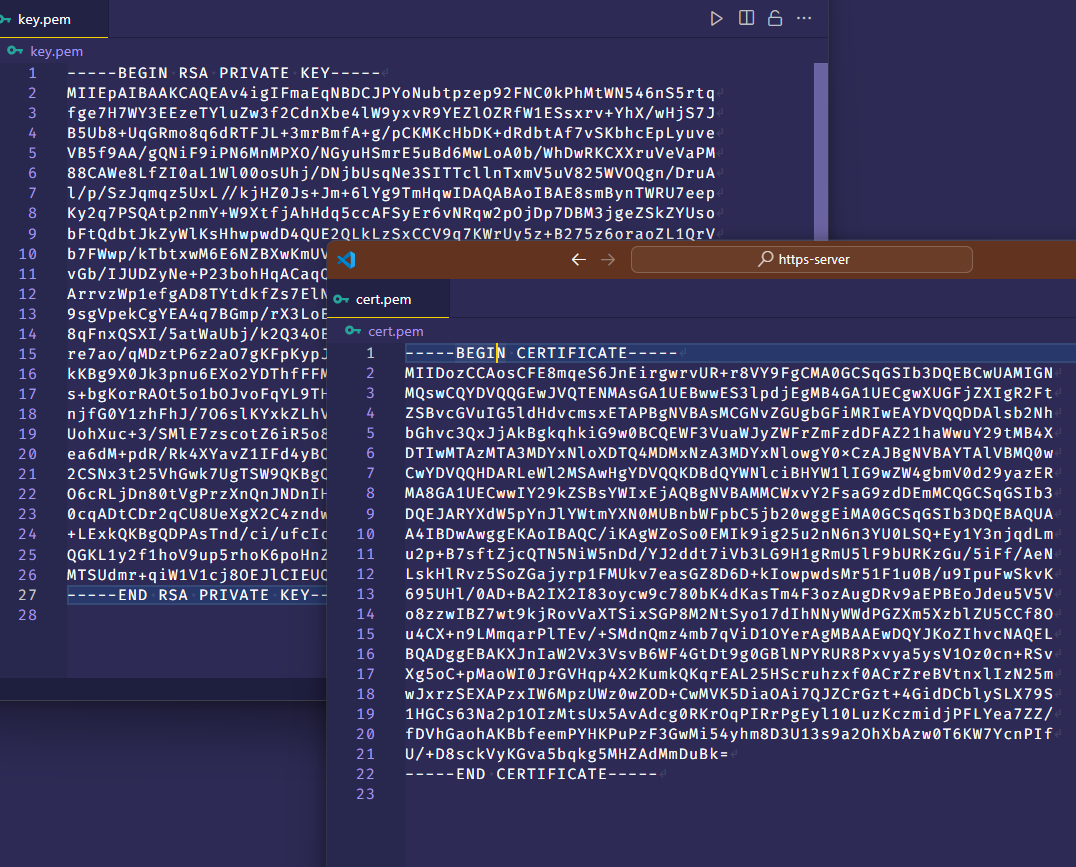 key.pem
key.pem
1 -----BEGIN RSA PRIVATE KEY-----
2 MIIEpAIBAAKCAQEAv4igIFmaEqNBDCJPYoNubtpzep92FNC0kPhMtWN546nS5rtq
3 fge7H7WY3EEzeTYluZw3f2CdnXbe4lW9yxvR9YEZlOZRfW1ESsxrv+YhX/wHjS7J
4 B5Ub8+UqGRmo8q6dRTFJL+3mrBmfA+g/pCKMKcHbDK+dRdbtAf7vSKbhcEpLyuve
5 VB5f9AA/gQNiF9iPN6MnMPXO/NGyuHSmrE5uBd6MwLoA0b/WhDwRKCXXruVeVaPM
6 88CAWe8LfZI0aL1Wl00osUhj/DNjbUsqNe3SITTcllnTxmV5uV825WVOQgn/DruA
7 l/p/SzJqmqz5UxL//kjHZ0Js+Jm+6lYg9TmHqwIDAQABAoIBAE8smBynTWRU7eep
8 Ky2q7PSQAtp2nmY+W9XtfjAhHdq5ccAFSyEr6vNRqw2pOjDp7DBM3jgeZSkZYUso
9 bFtQdbtJkZyWlKsHhwpwdD4QUE2QLkLzSxCCV9q7KWrUy5z+B275z6oraoZL1QrV
10 b7FWwp/kTbtxwM6E6NZBXwKmUV
11 vGb/IJUDZyNe+P23bohHqACaqQ
12 ArrvzWp1efgAD8TYtdkfZs7ElN
13 9sgVpekCgYEA4q7BGmp/rX3LoE
14 8qFnxQSXI/5atWaUbj/k2Q34OE
15 re7ao/qMDztP6z2aO7gKFpKypJ
16 kKBg9X0Jk3pnu6EXo2YDThfFFM
17 s+bgKorRAOt5o1bOJvoFqYL9TH
18 njfG0Y1zhFhJ/7O6slKYxkZLhV
19 UohXuc+3/SMlE7zscotZ6iR5o8
20 ea6dM+pdR/Rk4XYavZ1IFd4yBO
21 2CSNx3t25VhGwk7UgTSW9QKBgQ
22 O6cRLjDn80tVgPrzXnQnJNDnIH
23 0cqADtCDr2qCU8UeXgX2C4zndw
24 +LExkQKBgQDPAsTnd/ci/ufcIc
25 QGKL1y2f1hoV9up5rhoK6poHnZ
26 MTSUdmr+qiW1V1cj8OEJlCIEUO
27 -----END RSA PRIVATE KEY--
28
https-server
cert.pem
cert.pem
1 -----BEGIN CERTIFICATE-----
2 MIIDozCCAosCFE8mqeS6JnEirgwrvUR+r8VY9FgCMA0GCSqGSIb3DQEBCwUAMIGN
3 MQswCQYDVQQGEwJVQTENMAsGA1UEBwwES3lpdjEgMB4GA1UECgwXUGFjZXIgR2Ft
4 ZSBvcGVuIG5ldHdvcmsxETAPBgNVBAsMCGNvZGUgbGFiMRIwEAYDVQQDDAlsb2Nh
5 bGhvc3QxJjAkBgkqhkiG9w0BCQEWF3VuaWJyZWFrZmFzdDFAZ21haWwuY29tMB4X
6 DTIwMTAzMTA3MDYxNloXDTQ4MDMxNzA3MDYxNlowgY0xCzAJBgNVBAYTAlVBMQ0w
7 CwYDVQQHDARLeWl2MSAwHgYDVQQKDBdQYWNlciBHYW1lIG9wZW4gbmV0d29yazER
8 MA8GA1UECwwIY29kZSBsYWIxEjAQBgNVBAMMCWxvY2FsaG9zdDEmMCQGCSqGSIb3
9 DQEJARYXdW5pYnJlYWtmYXN0MUBnbWFpbC5jb20wggEiMA0GCSqGSIb3DQEBAQUA
10 A4IBDwAwggEKAoIBAQC/iKAgWZoSo0EMIk9ig25u2nN6n3YU0LSQ+Ey1Y3njqdLm
11 u2p+B7sftZjcQTN5NiW5nDd/YJ2ddt7iVb3LG9H1gRmU5lF9bURKzGu/5iFf/AeN
12 LskHlRvz5SoZGajyrp1FMUkv7easGZ8D6D+kIowpwdsMr51F1u0B/u9IpuFwSkvK
13 695UHl/0AD+BA2IX2I83oycw9c780bK4dKasTm4F3ozAugDRv9aEPBEoJdeu5V5V
14 o8zzwIBZ7wt9kjRovVaXTSixSGP8M2NtSyo17dIhNNyWWdPGZXm5XzblZU5CCf8O
15 u4CX+n9LMmqarPlTEv/+SMdnQmz4mb7qViD1OYerAgMBAAEwDQYJKoZIhvcNAQEL
16 BQADggEBAKXJnIaW2Vx3VsvB6WF4GtDt9g0GBlNPYRUR8Pxvya5ysV1Oz0cn+RSv
17 Xg5oC+pMaoWI0JrGVHqp4X2KumkQKqrEAL25HScruhzxf0ACrZreBVtnxlIzN25m
18 wJxrzSEXAPzxIW6MpzUWz0wZOD+CwMVK5DiaOAi7QJZCrGzt+4GidDCblySLX79S
19 1HGCs63Na2p1OIzMtsUx5AvAdcg0RKrOqPIRrPgEyl10LuzKczmidjPFLYea7ZZ/
20 fDVhGaohAKBbfeemPYHKPuPzF3GwMi54yhm8D3U13s9a2OhXbAzw0T6KW7YcnPIf
21 U/+D8sckVyKGva5bqkg5MHZAdMmDuBk=
22 -----END CERTIFICATE-----
23